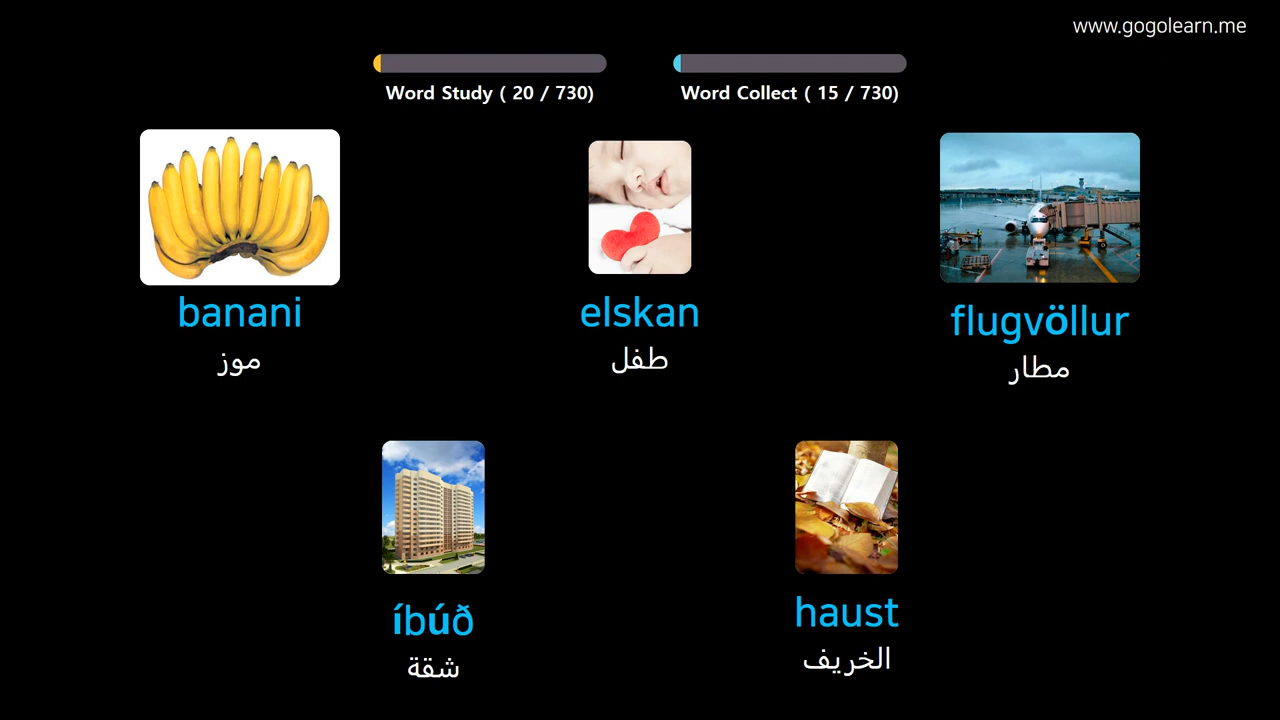 www.gogolearn.me
Word Study ( 20 / 730)
Word Collect ( 15 / 730)
banani
موز
elskan
طفل
flugvöllur
مطار
íbúð
شقة
haust
الخريف